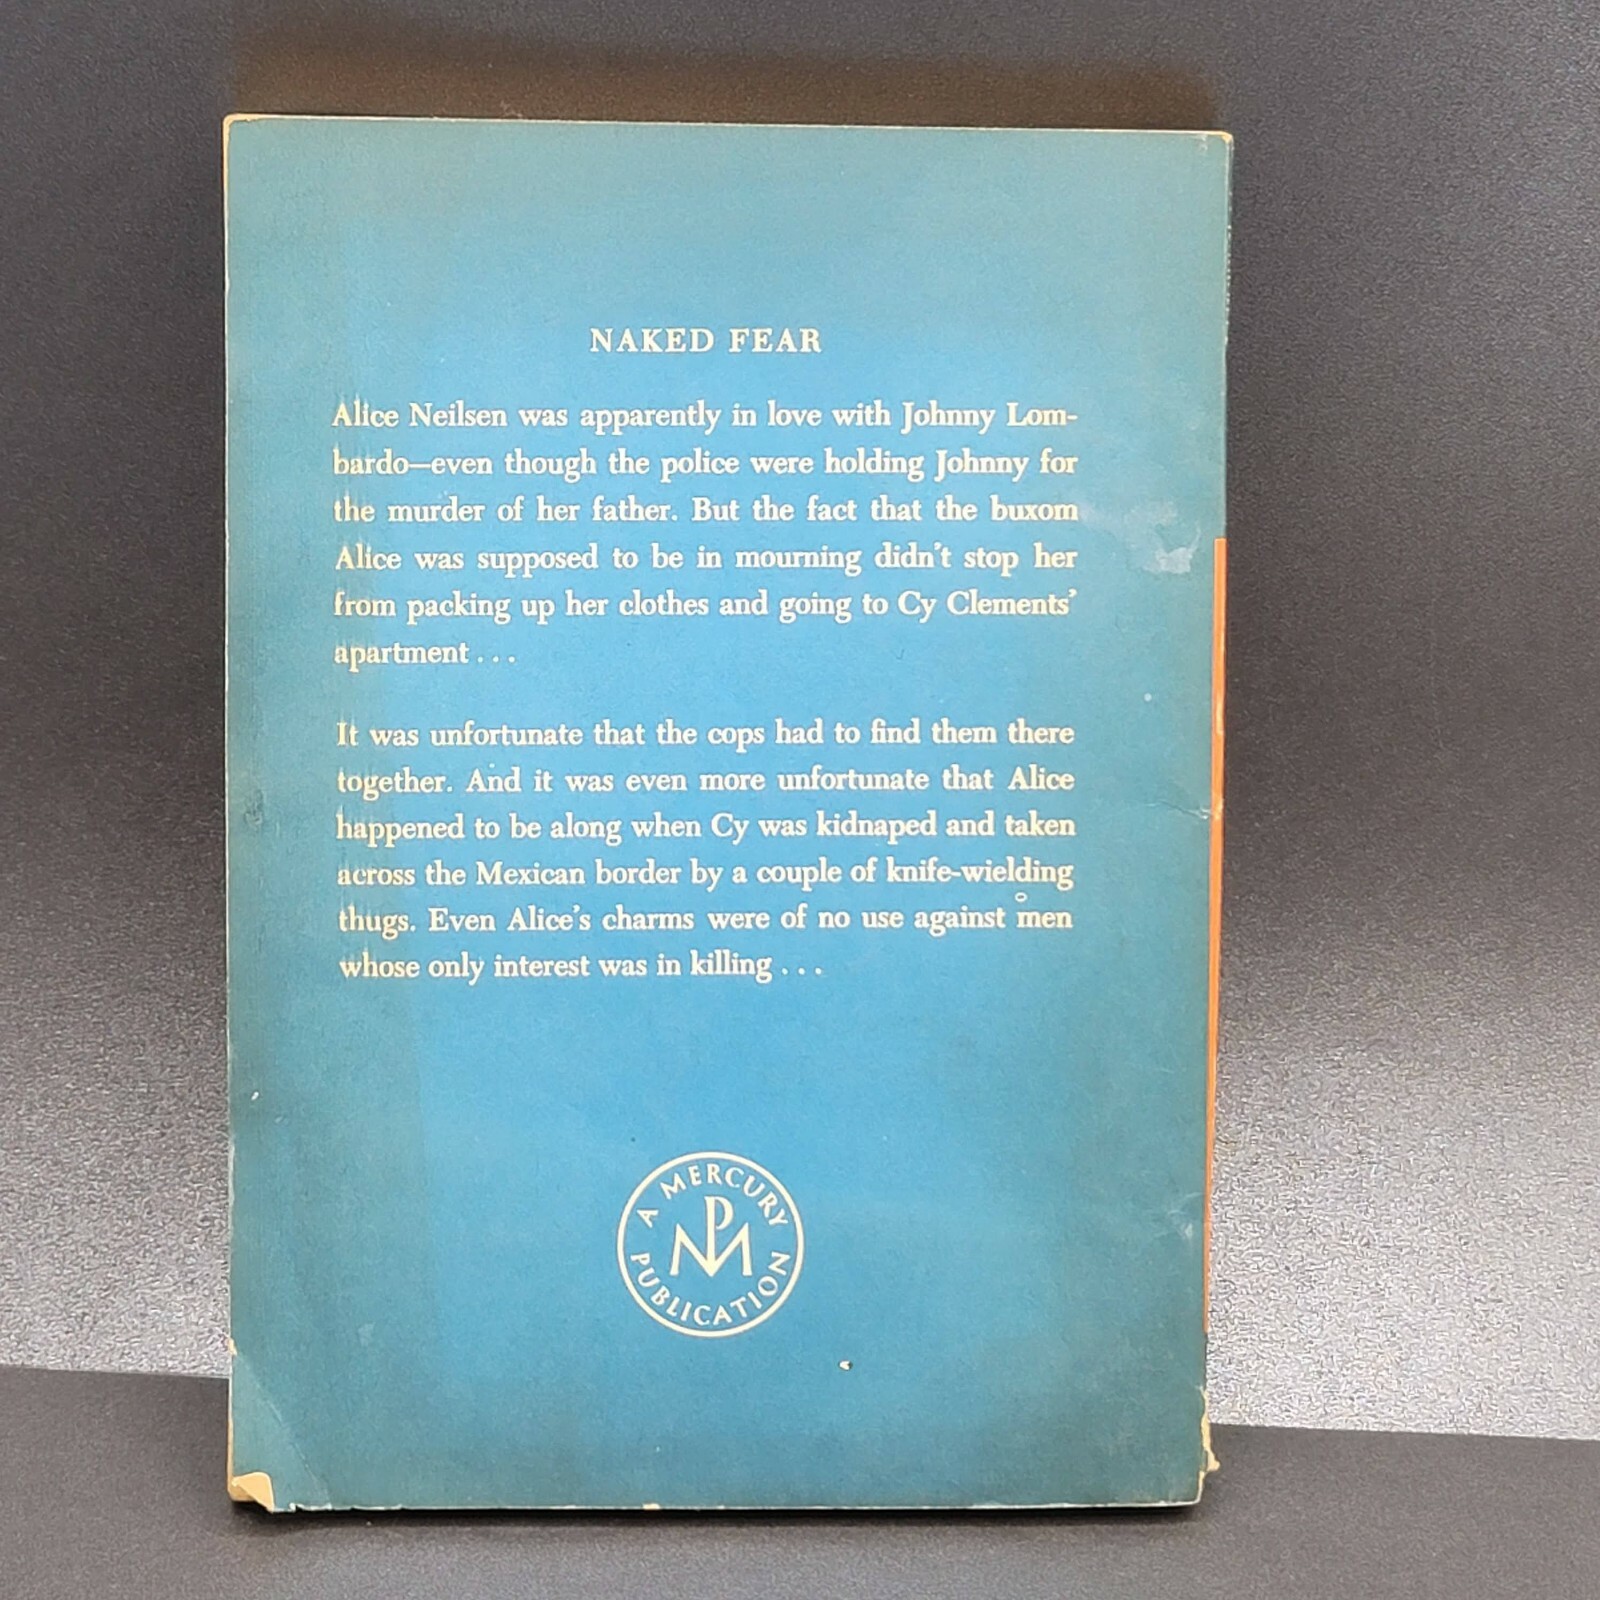 NAKED FEAR
Alice Neilsen was apparently in love with Johnny Lom-
bardo—even though the police were holding Johnny for
the murder of her father. But the fact that the buxom
Alice was supposed to be in mourning didn't stop her
from packing up her clothes and going to Cy Clements'
apartment . . .
It was unfortunate that the cops had to find them there
together. And it was even more unfortunate that Alice
happened to be along when Cy was kidnaped and taken
across the Mexican border by a couple of knife-wielding
thugs. Even Alice's charms were of no use against men
whose only interest was in killing . . .
A MERCURY
PM
PUBLICATION